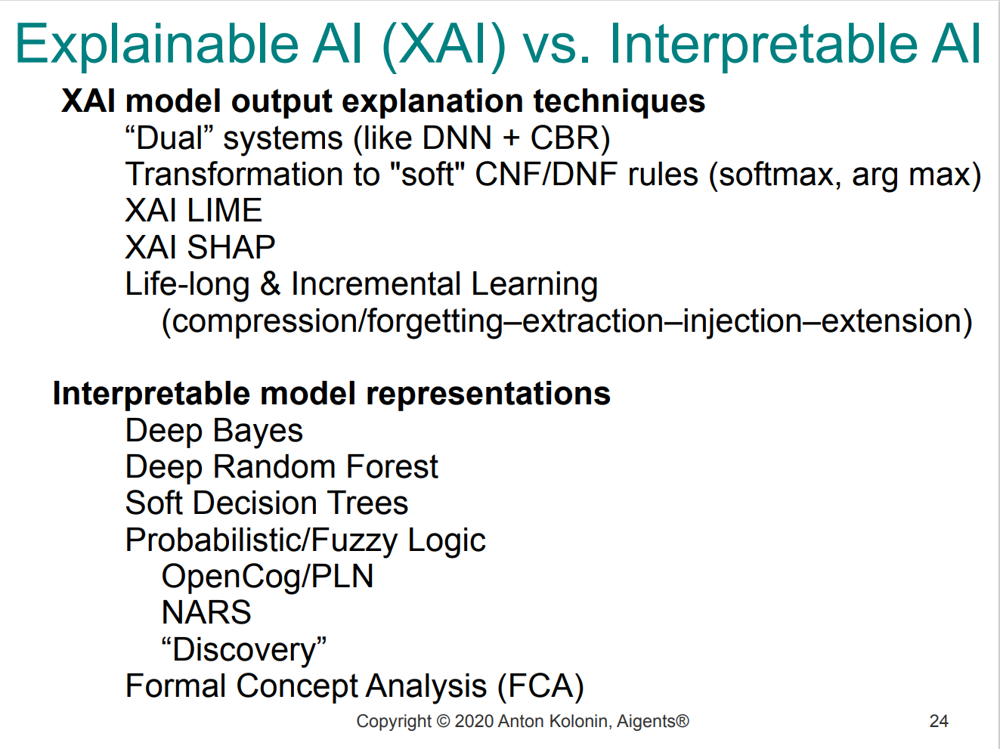 Explainable AI (XAI) vs. Interpretable AI
XAI model output explanation techniques
“Dual” systems (like DNN + CBR)
Transformation to "soft" CNF/DNF rules (softmax, arg max)
XAI LIME
XAI SHAP
Life-long & Incremental Learning
(compression/forgetting–extraction–injection–extension)
Interpretable model representations
Deep Bayes
Deep Random Forest
Soft Decision Trees
Probabilistic/Fuzzy Logic
OpenCog/PLN
NARS
“Discovery”
Formal Concept Analysis (FCA)
Copyright © 2020 Anton Kolonin, Aigents® 24